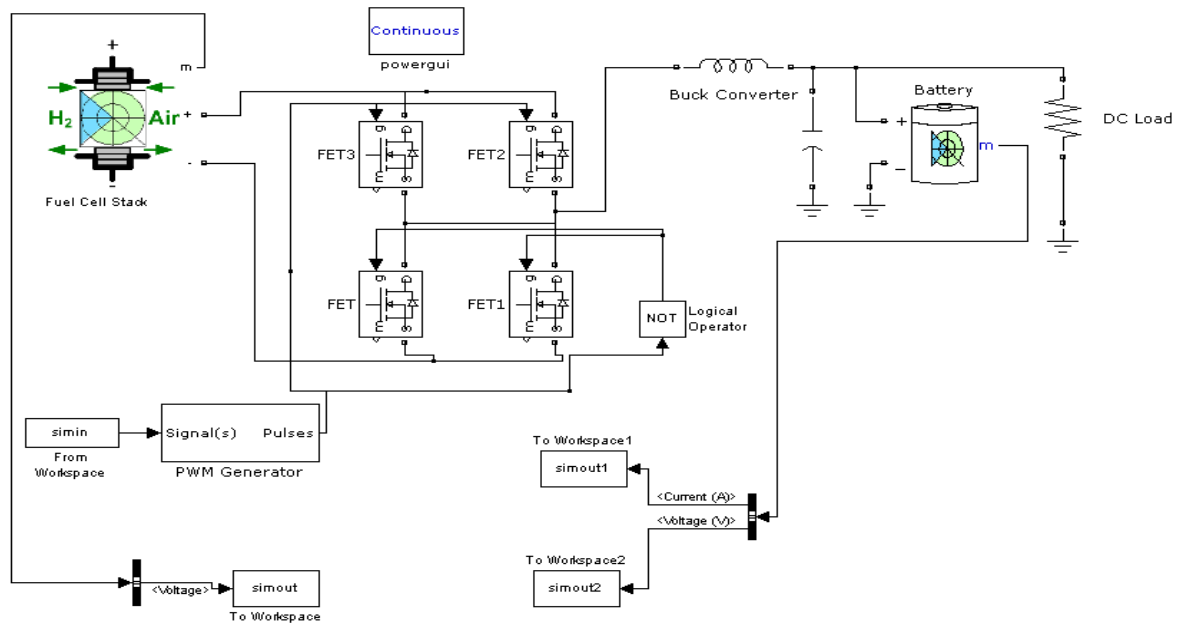 Continuous
powergui
+
m
H2
Air
+
-
-
Fuel Cell Stack
FET3
FET2
g
D
m
S
g
D
m
S
Buck Converter
Battery
+
m
–
DC Load
FET
FET1
g
D
m
S
g
D
m
S
NOT
Logical
Operator
simin
From
Workspace
Signal(s) Pulses
PWM Generator
To Workspace1
simout1
<Current (A)>
<Voltage (V)>
To Workspace2
simout2
<Voltage>
simout
To Workspace